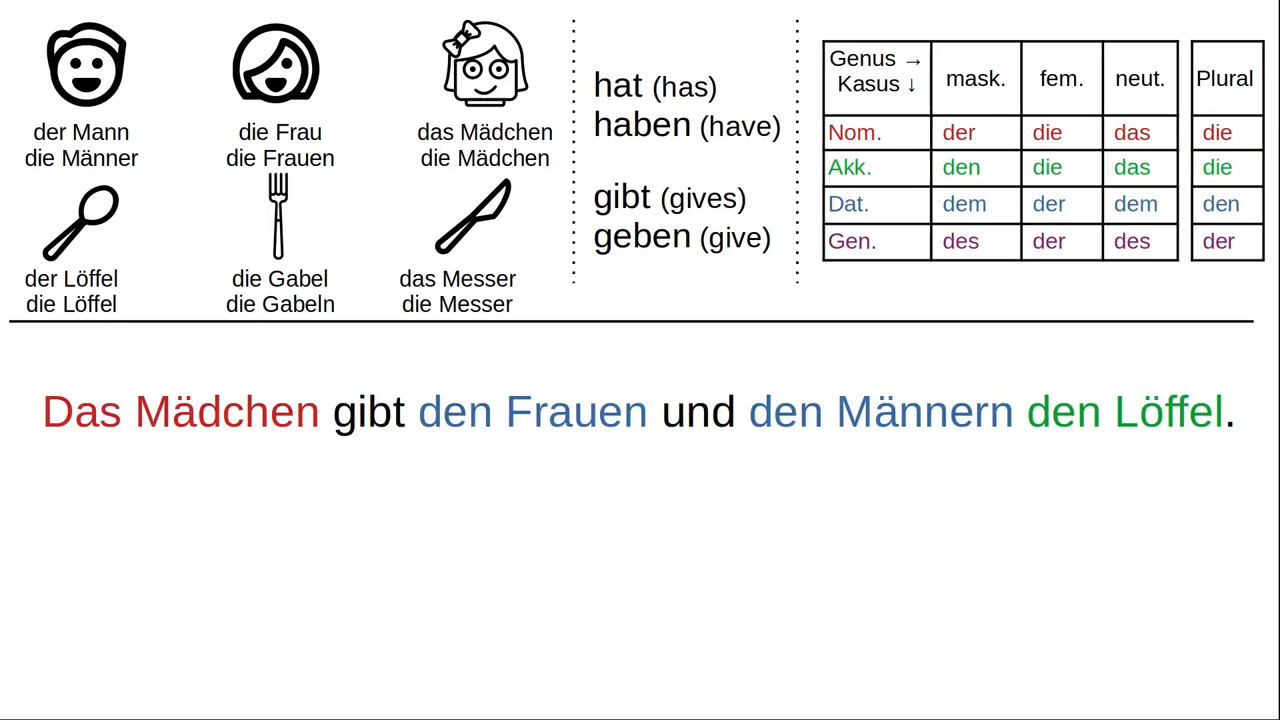 der Mann
die Männer
die Frau
die Frauen
das Mädchen
die Mädchen
der Löffel
die Löffel
die Gabel
die Gabeln
das Messer
die Messer
hat (has)
haben (have)
gibt (gives)
geben (give)
Genus → mask. fem. neut. Plural
Kasus ↓
Nom. der die das die
Akk. den die das die
Dat. dem der dem den
Gen. des der des der
Das Mädchen gibt den Frauen und den Männern den Löffel.